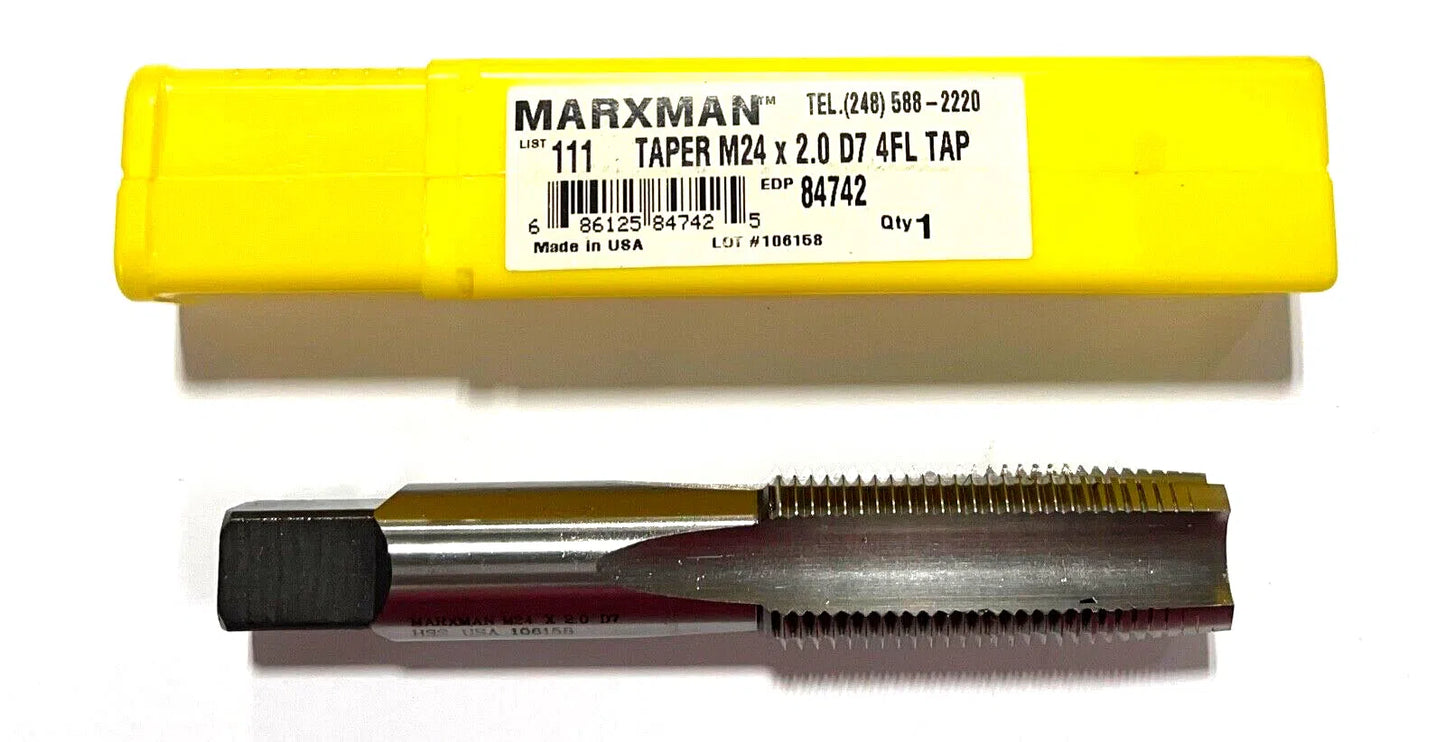 MARXMAN™ TEL.(248) 588-2220
LIST 111 TAPER M24 x 2.0 D7 4FL TAP
EDP 84742
6 86125 84742 5
Made in USA LOT #106158 Qty 1
MARXMAN M24 X 2.0 D7
HSS USA 106158